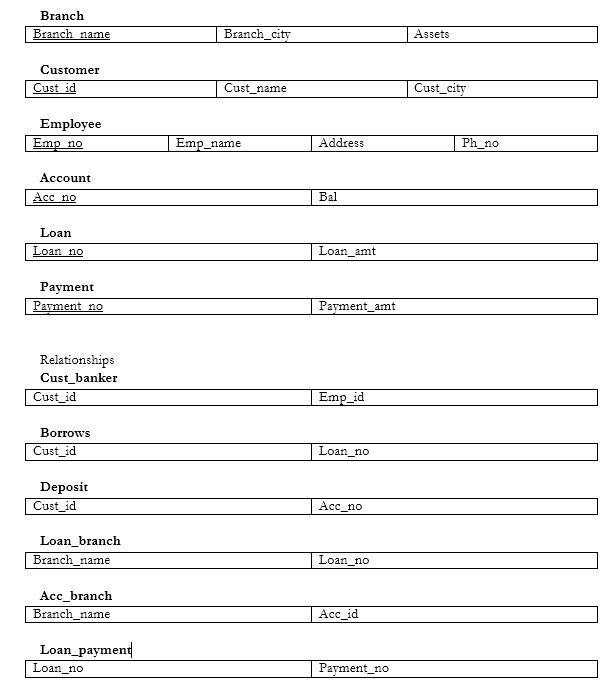 Branch
Branch_name Branch_city Assets
Customer
Cust_id Cust_name Cust_city
Employee
Emp_no Emp_name Address Ph_no
Account
Acc_no Bal
Loan
Loan_no Loan_amt
Payment
Payment_no Payment_amt
Relationships
Cust_banker
Cust_id Emp_id
Borrows
Cust_id Loan_no
Deposit
Cust_id Acc_no
Loan_branch
Branch_name Loan_no
Acc_branch
Branch_name Acc_id
Loan_payment
Loan_no Payment_no